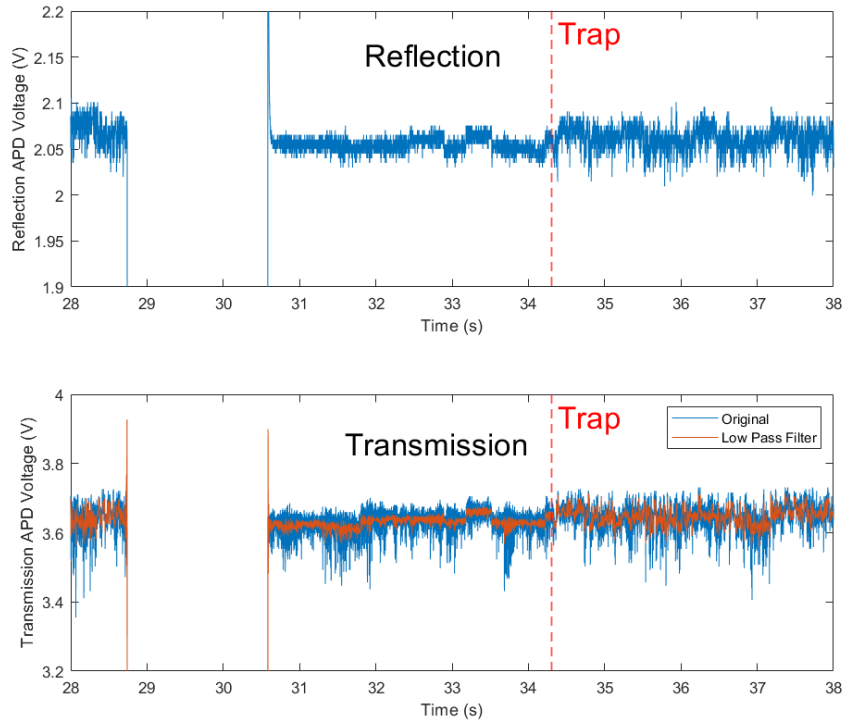 2.2
Trap
Reflection
2.15
2.1
2.05
2
1.95
1.9
Reflection APD Voltage (V)
28 29 30 31 32 33 34 35 36 37 38
Time (s)
4
Trap
Original
Low Pass Filter
Transmission
3.8
3.6
3.4
3.2
Transmission APD Voltage (V)
28 29 30 31 32 33 34 35 36 37 38
Time (s)